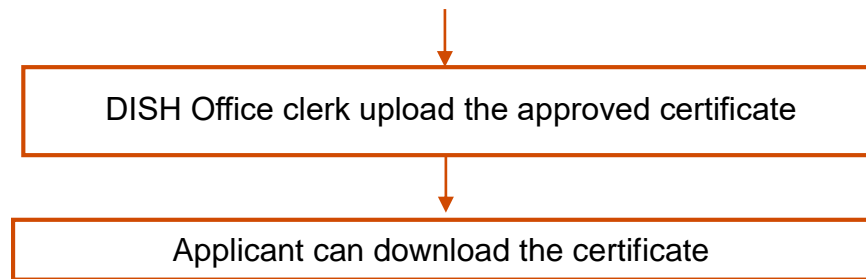 DISH Office clerk upload the approved certificate
Applicant can download the certificate